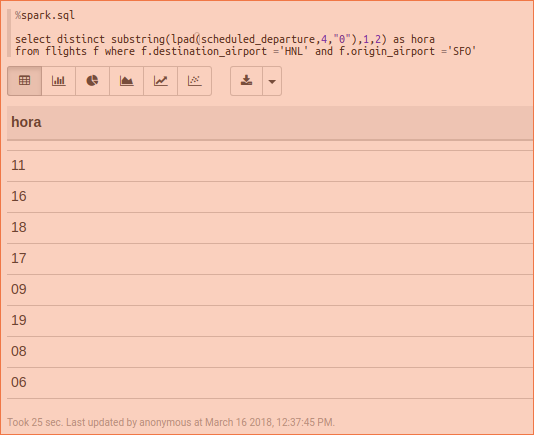 %spark.sql
select distinct substring(lpad(scheduled_departure,4,"0"),1,2) as hora
from flights f where f.destination_airport ='HNL' and f.origin_airport ='SFO'
hora
11
16
18
17
09
19
08
06
Took 25 sec. Last updated by anonymous at March 16 2018, 12:37:45 PM.